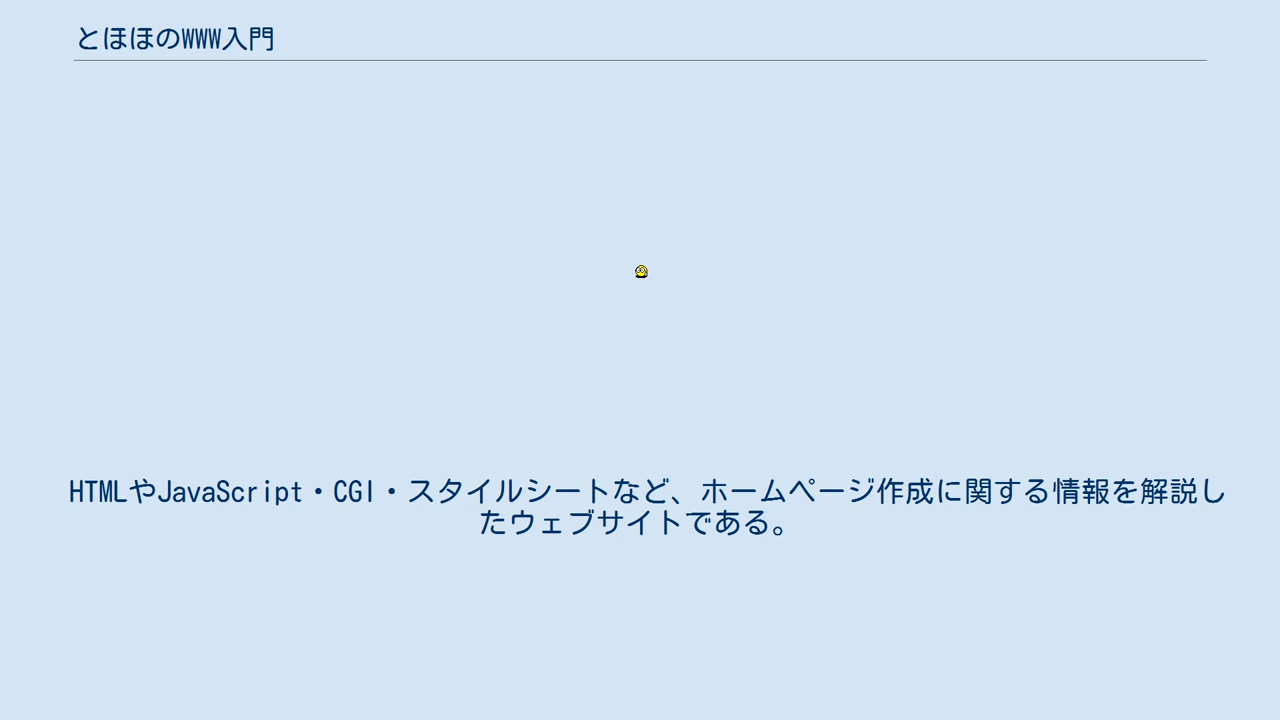 とほほのWWW入門
HTMLやJavaScript・CGI・スタイルシートなど、ホームページ作成に関する情報を解説し
たウェブサイトである。